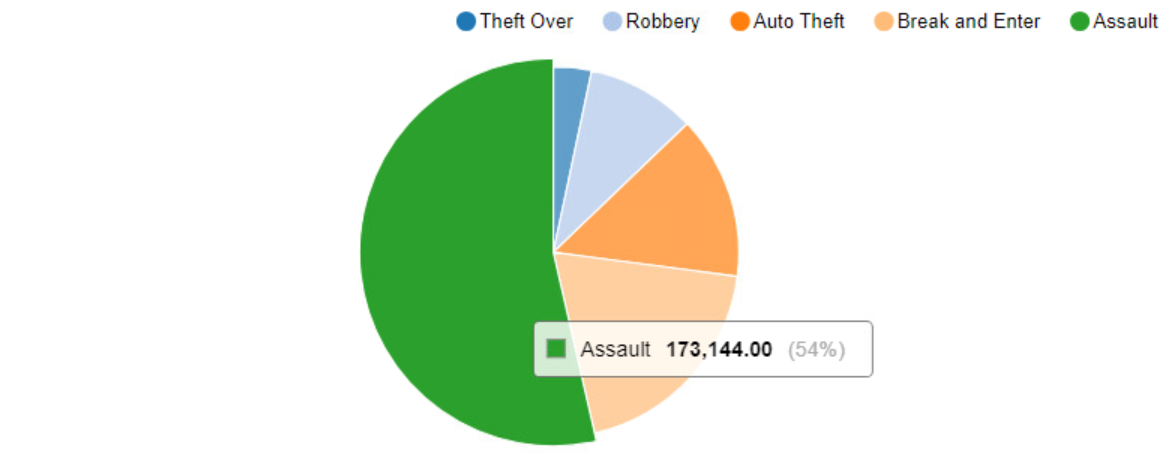 Theft Over Robbery Auto Theft Break and Enter Assault
Assault 173,144.00 (54%)